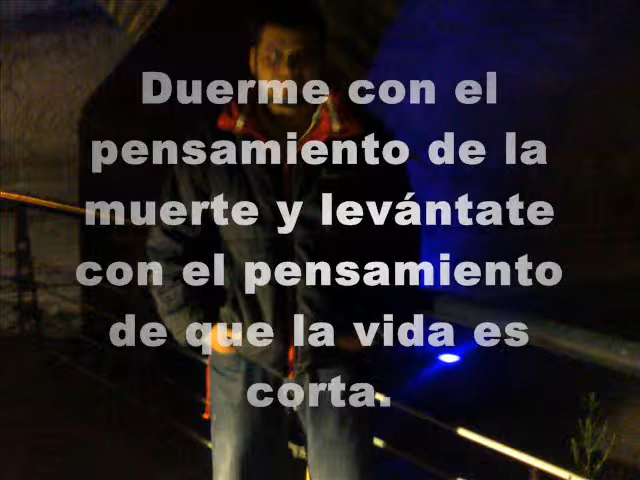 Duerme con el
pensamiento de la
muerte y levántate
con el pensamiento
de que la vida es
corta.